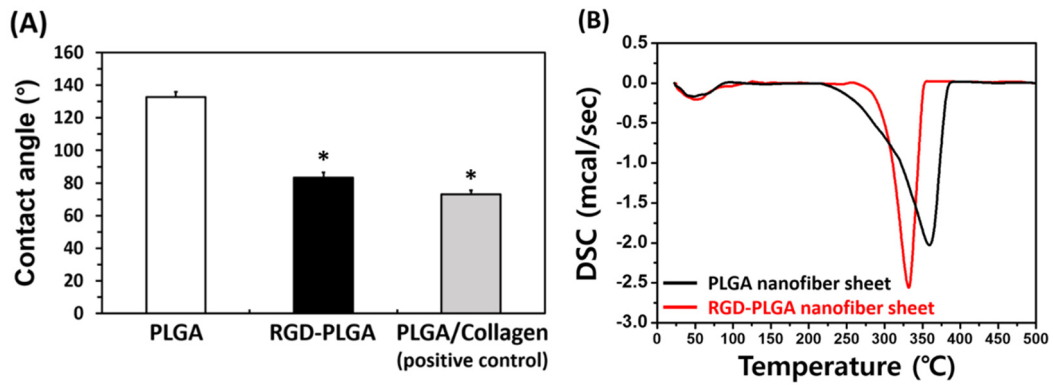 (A)
Contact angle (°)
160
140
120
100
80
60
40
20
0
*
*
PLGA
RGD-PLGA
PLGA/Collagen
(positive control)
(B)
DSC (mcal/sec)
0.5
0.0
-0.5
-1.0
-1.5
-2.0
-2.5
-3.0
PLGA nanofiber sheet
RGD-PLGA nanofiber sheet
0 50 100 150 200 250 300 350 400 450 500
Temperature (℃)